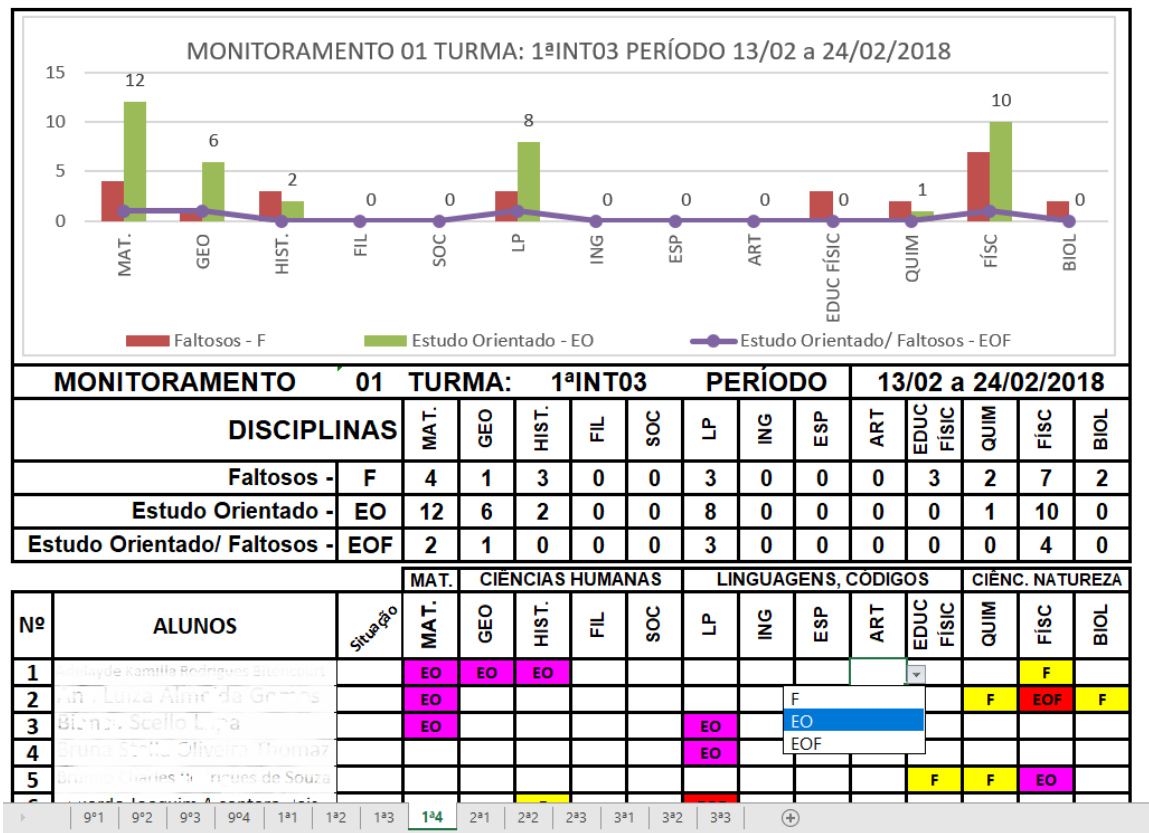 MONITORAMENTO 01 TURMA: 1ªINT03 PERÍODO 13/02 a 24/02/2018
15
12
10
10
8
6
5
2
0
0
0
0
0
0
1
0
0
MAT.
GEO
HIST.
FIL
SOC
LP
ING
ESP
ART
EDUC FÍSIC
QUIM
FÍSC
BIOL
Faltosos - F Estudo Orientado - EO Estudo Orientado/ Faltosos - EOF
MONITORAMENTO 01 TURMA: 1ªINT03 PERÍODO 13/02 a 24/02/2018
DISCIPLINAS MAT. GEO HIST. FIL SOC LP ING ESP ART EDUC FÍSIC QUIM FÍSC BIOL
Faltosos - F 4 1 3 0 0 3 0 0 0 3 2 7 2
Estudo Orientado - EO 12 6 2 0 0 8 0 0 0 0 1 10 0
Estudo Orientado/ Faltosos - EOF 2 1 0 0 0 3 0 0 0 0 0 4 0
MAT. CIÊNCIAS HUMANAS LINGUAGENS, CÓDIGOS CIÊNC. NATUREZA
Nº ALUNOS Situação MAT. GEO HIST. FIL SOC LP ING ESP ART EDUC FÍSIC QUIM FÍSC BIOL
1 Kamilla Rodrigues EO EO EO F
2 Luiza EO F EOF F
F
EO
EOF
3 Scello EO EO
4 Oliveira Thomaz EO
5 Charles de Souza F F EO
9º1 9º2 9º3 9º4 1ª1 1ª2 1ª3 1ª4 2ª1 2ª2 2ª3 3ª1 3ª2 3ª3